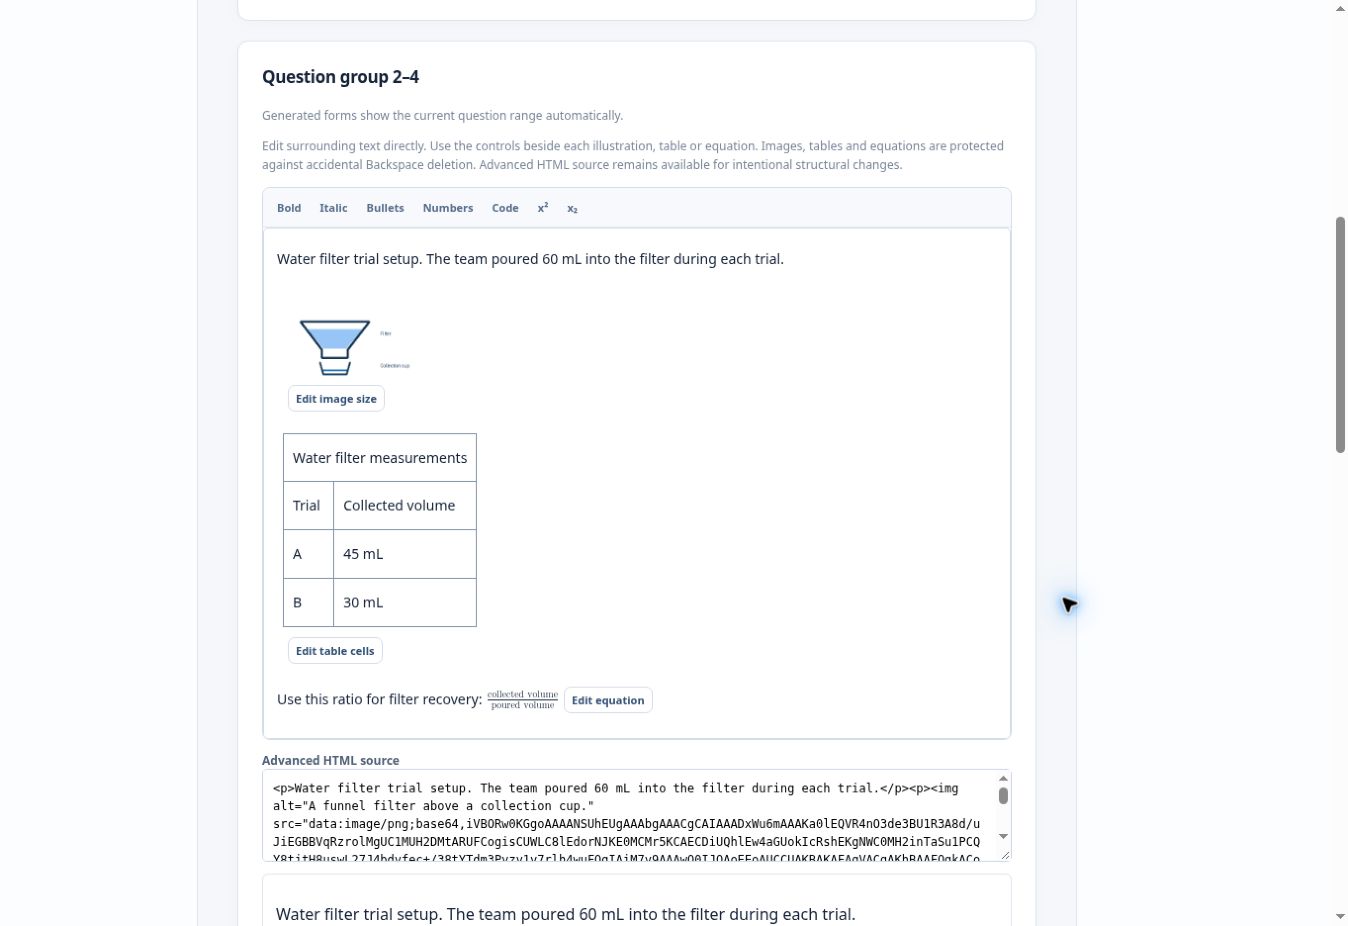 Question group 2–4
Generated forms show the current question range automatically.
Edit surrounding text directly. Use the controls beside each illustration, table or equation. Images, tables and equations are protected
against accidental Backspace deletion. Advanced HTML source remains available for intentional structural changes.
Bold Italic Bullets Numbers Code x² x₂
Water filter trial setup. The team poured 60 mL into the filter during each trial.
Filter
Collection cup
Edit image size
Water filter measurements
Trial Collected volume
A 45 mL
B 30 mL
Edit table cells
Use this ratio for filter recovery: collected volume / poured volume Edit equation
Advanced HTML source
<p>Water filter trial setup. The team poured 60 mL into the filter during each trial.</p><p><img
alt="A funnel filter above a collection cup."
src="data:image/png;base64,iVBORw0KGgoAAAANSUhEUgAAAbgAAACgCAIAAADxWu6mAAAKa0lEQVR4nO3de3BU1R3A8d/u
JiEGBBVqRzrolMgUC1MUH2DMtARUFCogisCUWLC8lEdorNJKE0MCMr5KCAECDiUQhlEw4aGUokIcRshEKgNWC0MH2inTaSu1PCQ
Water filter trial setup. The team poured 60 mL into the filter during each trial.